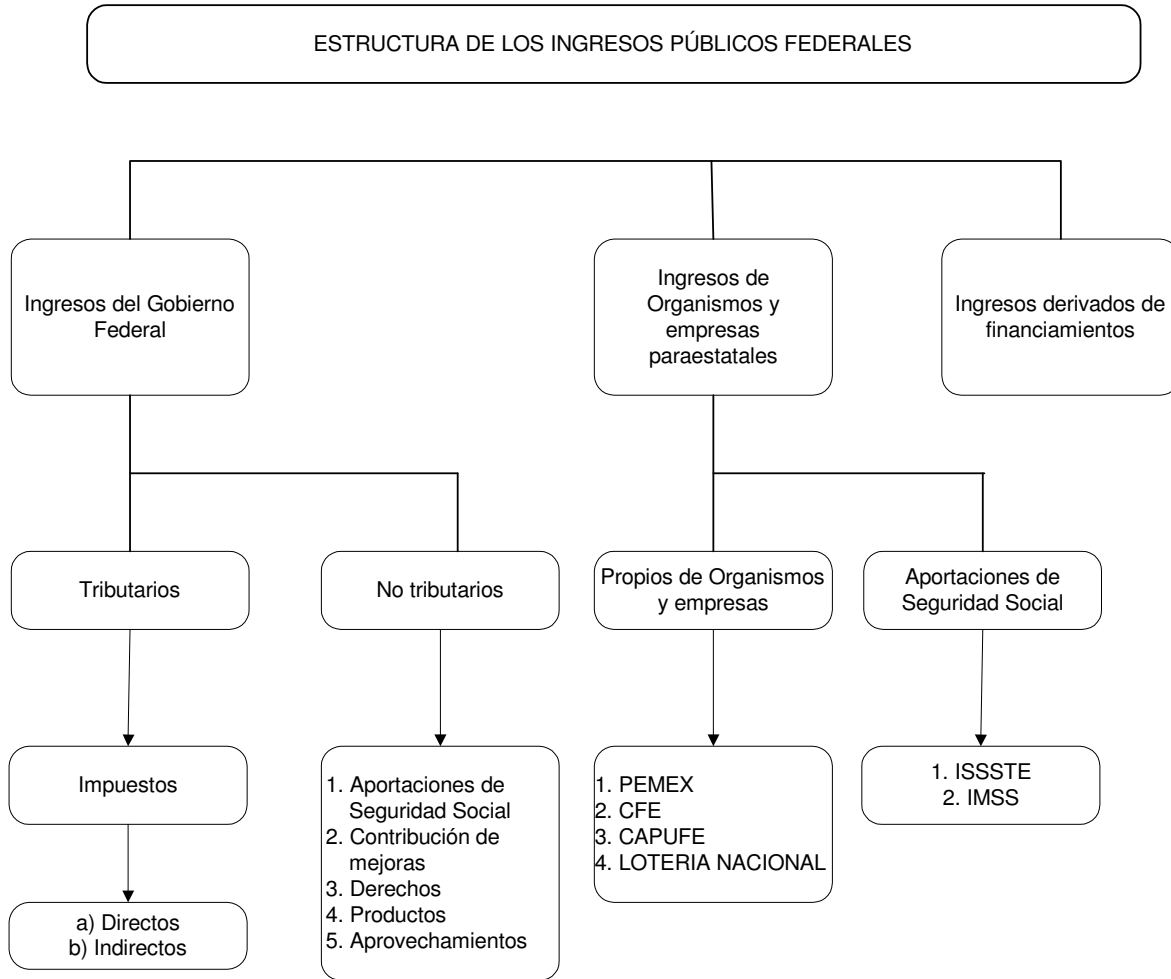 ESTRUCTURA DE LOS INGRESOS PÚBLICOS FEDERALES
Ingresos del Gobierno
Federal
Ingresos de
Organismos y
empresas
paraestatales
Ingresos derivados de
financiamientos
Tributarios
No tributarios
Propios de Organismos
y empresas
Aportaciones de
Seguridad Social
Impuestos
1. Aportaciones de
Seguridad Social
2. Contribución de
mejoras
3. Derechos
4. Productos
5. Aprovechamientos
1. PEMEX
2. CFE
3. CAPUFE
4. LOTERIA NACIONAL
1. ISSSTE
2. IMSS
a) Directos
b) Indirectos